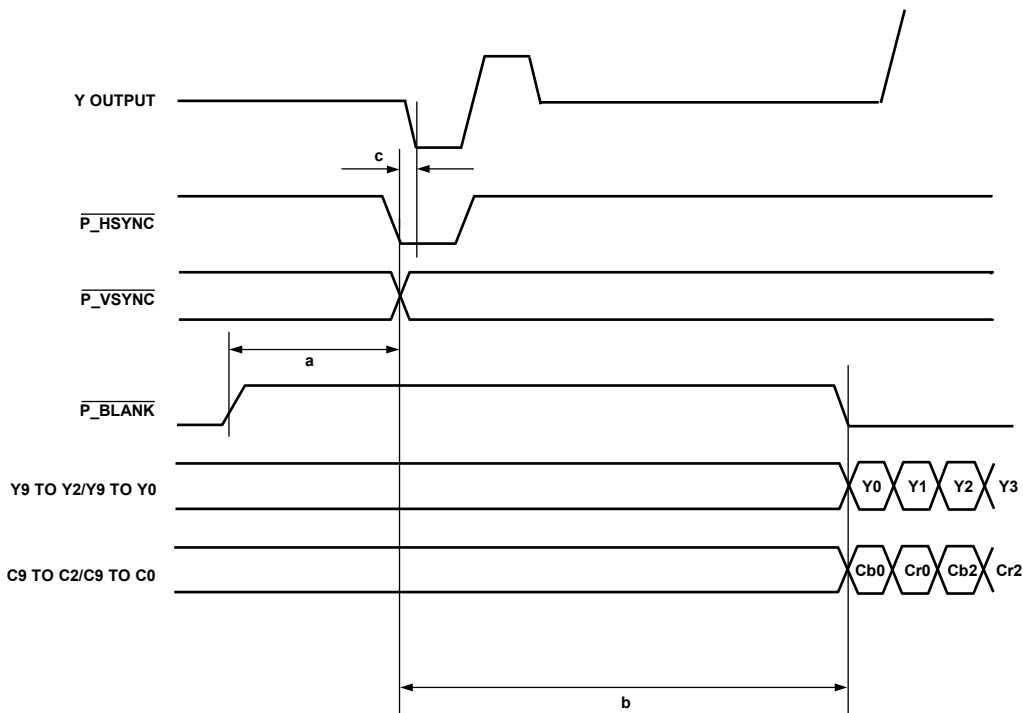 Y OUTPUT
c
P_HSYNC
P_VSYNC
a
P_BLANK
Y9 TO Y2/Y9 TO Y0
Y0 Y1 Y2 Y3
C9 TO C2/C9 TO C0
Cb0 Cr0 Cb2 Cr2
b